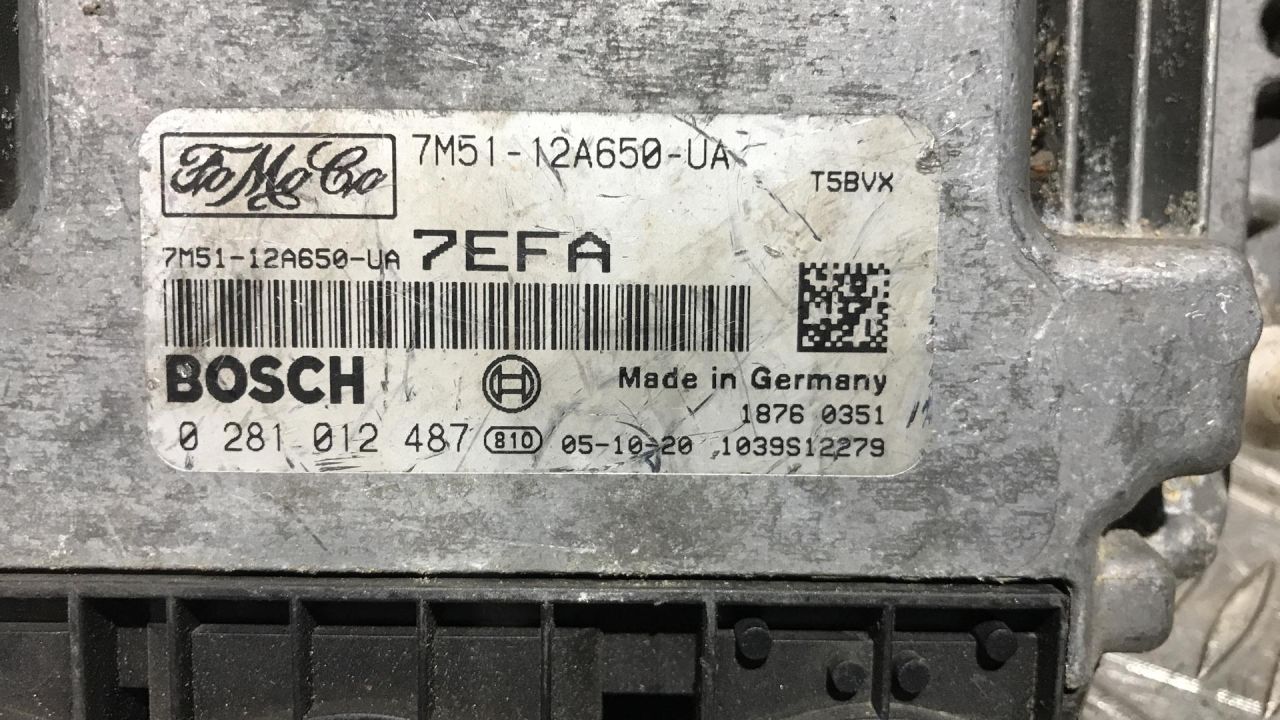 FoMoCo
7M51-12A650-UA
T5BVX
7M51-12A650-UA 7EFA
BOSCH
Made in Germany
1876 0351
0 281 012 487 810 05-10-20 1039S12279